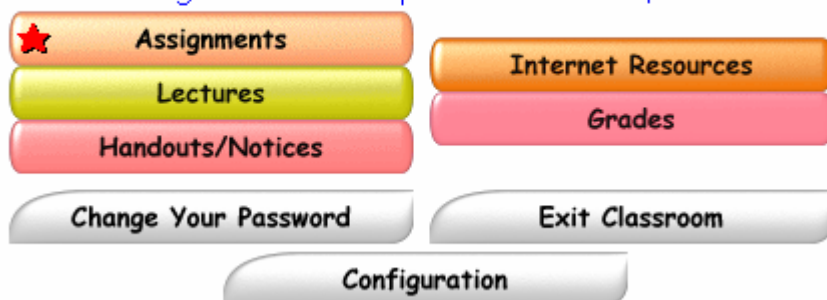 Assignments
Lectures
Handouts/Notices
Internet Resources
Grades
Change Your Password
Exit Classroom
Configuration